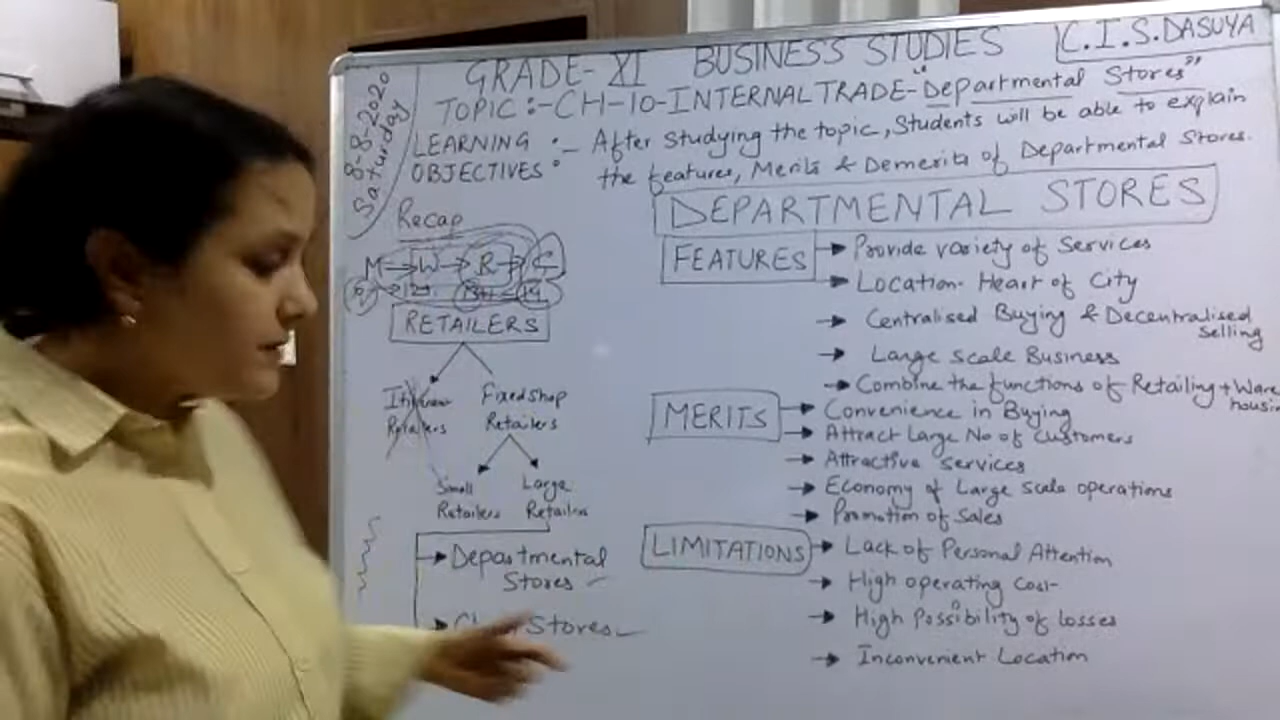 8-8-2020
Saturday
GRADE- XI BUSINESS STUDIES
C.I.S. DASUYA
TOPIC :- CH-10-INTERNAL TRADE-"Departmental Stores"
LEARNING OBJECTIVES :- After studying the topic, Students will be able to explain
the features, Merits & Demerits of Departmental Stores.
Recap
M → W → R → C
RETAILERS
Retailers
Fixed shop
Retailers
Small
Retailers
Large
Retailers
Departmental
Stores
Stores
DEPARTMENTAL STORES
FEATURES
Provide variety of Services
Location- Heart of City
Centralised Buying & Decentralised
selling
Large scale Business
Combine the functions of Retailing + Ware
housin
MERITS
Convenience in Buying
Attract Large No of customers
Attractive services
Economy of Large scale operations
Promotion of Sales
LIMITATIONS
Lack of Personal Attention
High operating cost-
High Possibility of losses
Inconvenient Location